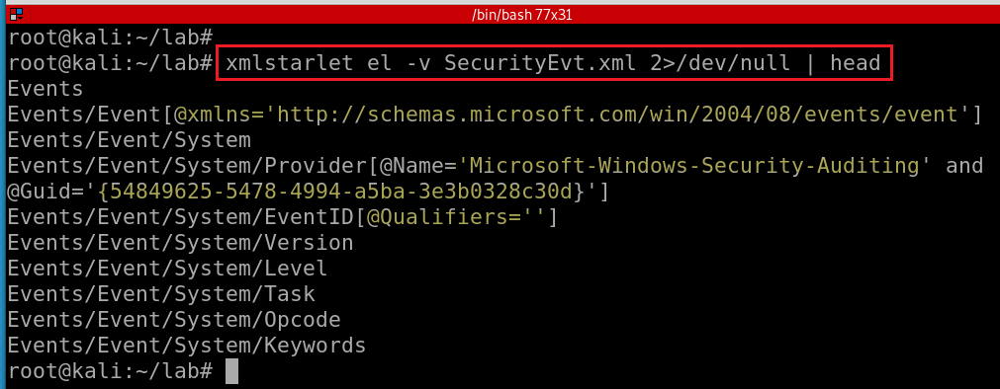 /bin/bash 77x31
root@kali:~/lab#
root@kali:~/lab# xmlstarlet el -v SecurityEvt.xml 2>/dev/null | head
Events
Events/Event[@xmlns='http://schemas.microsoft.com/win/2004/08/events/event']
Events/Event/System
Events/Event/System/Provider[@Name='Microsoft-Windows-Security-Auditing' and
@Guid='{54849625-5478-4994-a5ba-3e3b0328c30d}']
Events/Event/System/EventID[@Qualifiers='']
Events/Event/System/Version
Events/Event/System/Level
Events/Event/System/Task
Events/Event/System/Opcode
Events/Event/System/Keywords
root@kali:~/lab#